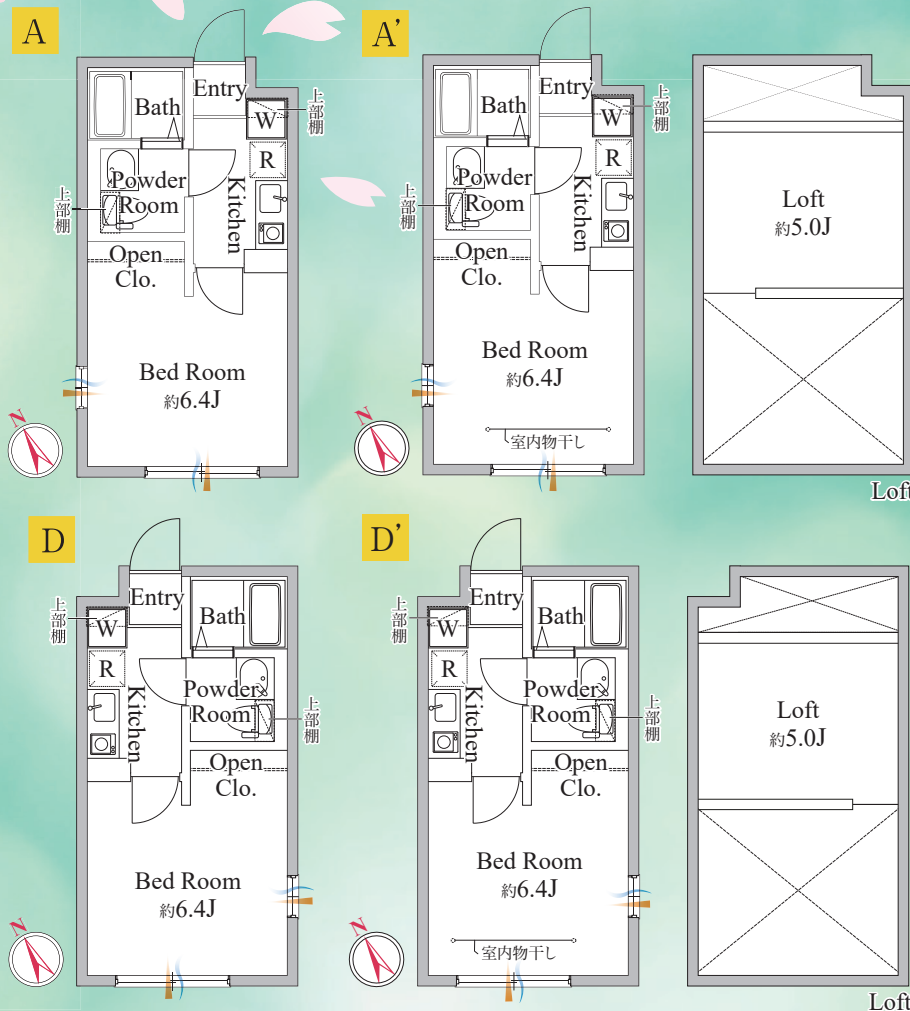 A
Entry
Bath
W
上部棚
R
Powder
Room
上部棚
Kitchen
Open
Clo.
Bed Room
約6.4J
N
A’
Entry
Bath
W
上部棚
R
Powder
Room
上部棚
Kitchen
Open
Clo.
Bed Room
約6.4J
室内物干し
N
Loft
約5.0J
Loft
D
Entry
Bath
上部棚
W
R
Powder
Room
上部棚
Kitchen
Open
Clo.
Bed Room
約6.4J
N
D’
Entry
Bath
上部棚
W
R
Powder
Room
上部棚
Kitchen
Open
Clo.
Bed Room
約6.4J
室内物干し
N
Loft
約5.0J
Loft